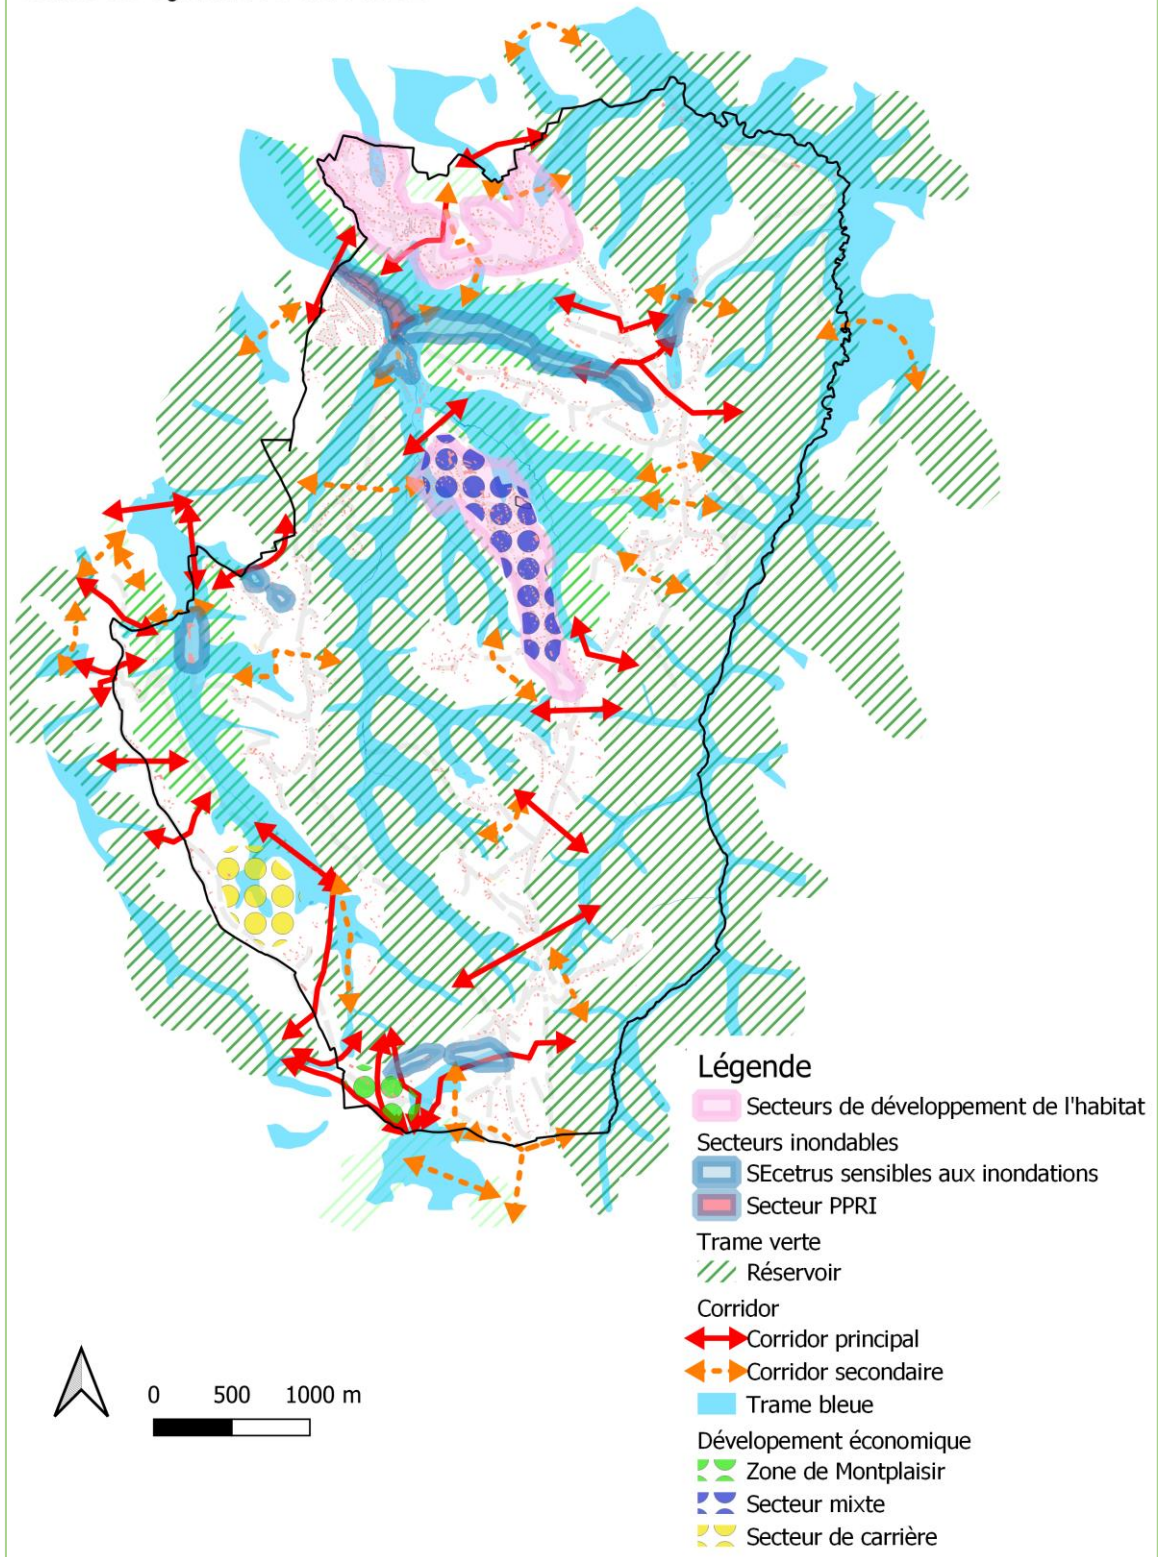 Légende
Secteurs de développement de l'habitat
Secteurs inondables
SEcetrus sensibles aux inondations
Secteur PPRI
Trame verte
Réservoir
Corridor
Corridor principal
Corridor secondaire
Trame bleue
Dévelopement économique
Zone de Montplaisir
Secteur mixte
Secteur de carrière
0 500 1000 m